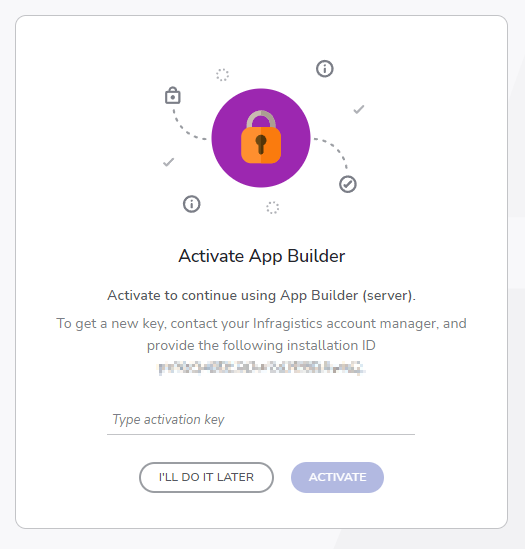 Activate App Builder
Activate to continue using App Builder (server).
To get a new key, contact your Infragistics account manager, and
provide the following installation ID
Type activation key
I'LL DO IT LATER
ACTIVATE